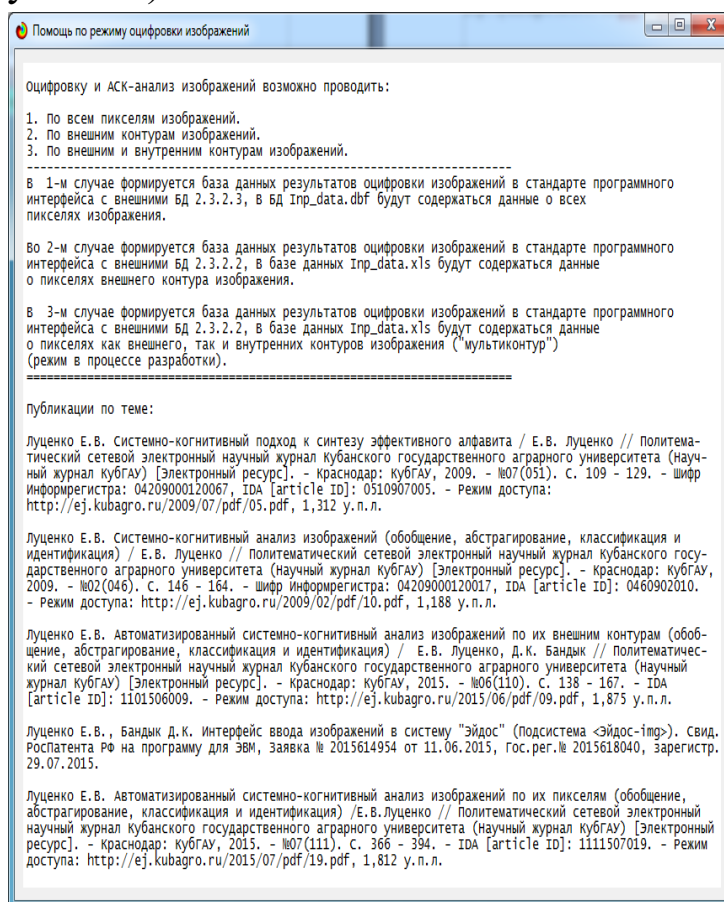 Помощь по режиму оцифровки изображений
Оцифровку и АСК-анализ изображений возможно проводить:
1. По всем пикселям изображений.
2. По внешним контурам изображений.
3. По внешним и внутренним контурам изображений.
------------------------------------------------------------------------
В 1-м случае формируется база данных результатов оцифровки изображений в стандарте программного
интерфейса с внешними БД 2.3.2.3, В БД Inp_data.dbf будут содержаться данные о всех
пикселях изображения.
Во 2-м случае формируется база данных результатов оцифровки изображений в стандарте программного
интерфейса с внешними БД 2.3.2.2, В базе данных Inp_data.xls будут содержаться данные
о пикселях внешнего контура изображения.
В 3-м случае формируется база данных результатов оцифровки изображений в стандарте программного
интерфейса с внешними БД 2.3.2.2, В базе данных Inp_data.xls будут содержаться данные
о пикселях как внешнего, так и внутренних контуров изображения ("мультиконтур")
(режим в процессе разработки).
========================================================================
Публикации по теме:
Луценко Е.В. Системно-когнитивный подход к синтезу эффективного алфавита / Е.В. Луценко // Политема-
тический сетевой электронный научный журнал Кубанского государственного аграрного университета (Науч-
ный журнал КубГАУ) [Электронный ресурс]. - Краснодар: КубГАУ, 2009. - №07(051). С. 109 - 129. - Шифр
Информрегистра: 04209000120067, IDA [article ID]: 0510907005. - Режим доступа:
http://ej.kubagro.ru/2009/07/pdf/05.pdf, 1,312 у.п.л.
Луценко Е.В. Системно-когнитивный анализ изображений (обобщение, абстрагирование, классификация и
идентификация) / Е.В. Луценко // Политематический сетевой электронный научный журнал Кубанского госу-
дарственного аграрного университета (Научный журнал КубГАУ) [Электронный ресурс]. - Краснодар: КубГАУ,
2009. - №02(046). С. 146 - 164. - Шифр Информрегистра: 04209000120017, IDA [article ID]: 0460902010.
- Режим доступа: http://ej.kubagro.ru/2009/02/pdf/10.pdf, 1,188 у.п.л.
Луценко Е.В. Автоматизированный системно-когнитивный анализ изображений по их внешним контурам (обоб-
щение, абстрагирование, классификация и идентификация) / Е.В. Луценко, Д.К. Бандык // Политематичес-
кий сетевой электронный научный журнал Кубанского государственного аграрного университета (Научный
журнал КубГАУ) [Электронный ресурс]. - Краснодар: КубГАУ, 2015. - №06(110). С. 138 - 167. - IDA
[article ID]: 1101506009. - Режим доступа: http://ej.kubagro.ru/2015/06/pdf/09.pdf, 1,875 у.п.л.
Луценко Е.В., Бандык Д.К. Интерфейс ввода изображений в систему "Эйдос" (Подсистема <Эйдос-img>). Свид.
РосПатента РФ на программу для ЭВМ, Заявка № 2015614954 от 11.06.2015, Гос.рег.№ 2015618040, зарегистр.
29.07.2015.
Луценко Е.В. Автоматизированный системно-когнитивный анализ изображений по их пикселям (обобщение,
абстрагирование, классификация и идентификация) /Е.В.Луценко // Политематический сетевой электронный
научный журнал Кубанского государственного аграрного университета (Научный журнал КубГАУ) [Электронный
ресурс]. - Краснодар: КубГАУ, 2015. - №07(111). С. 366 - 394. - IDA [article ID]: 1111507019. - Режим
доступа: http://ej.kubagro.ru/2015/07/pdf/19.pdf, 1,812 у.п.л.